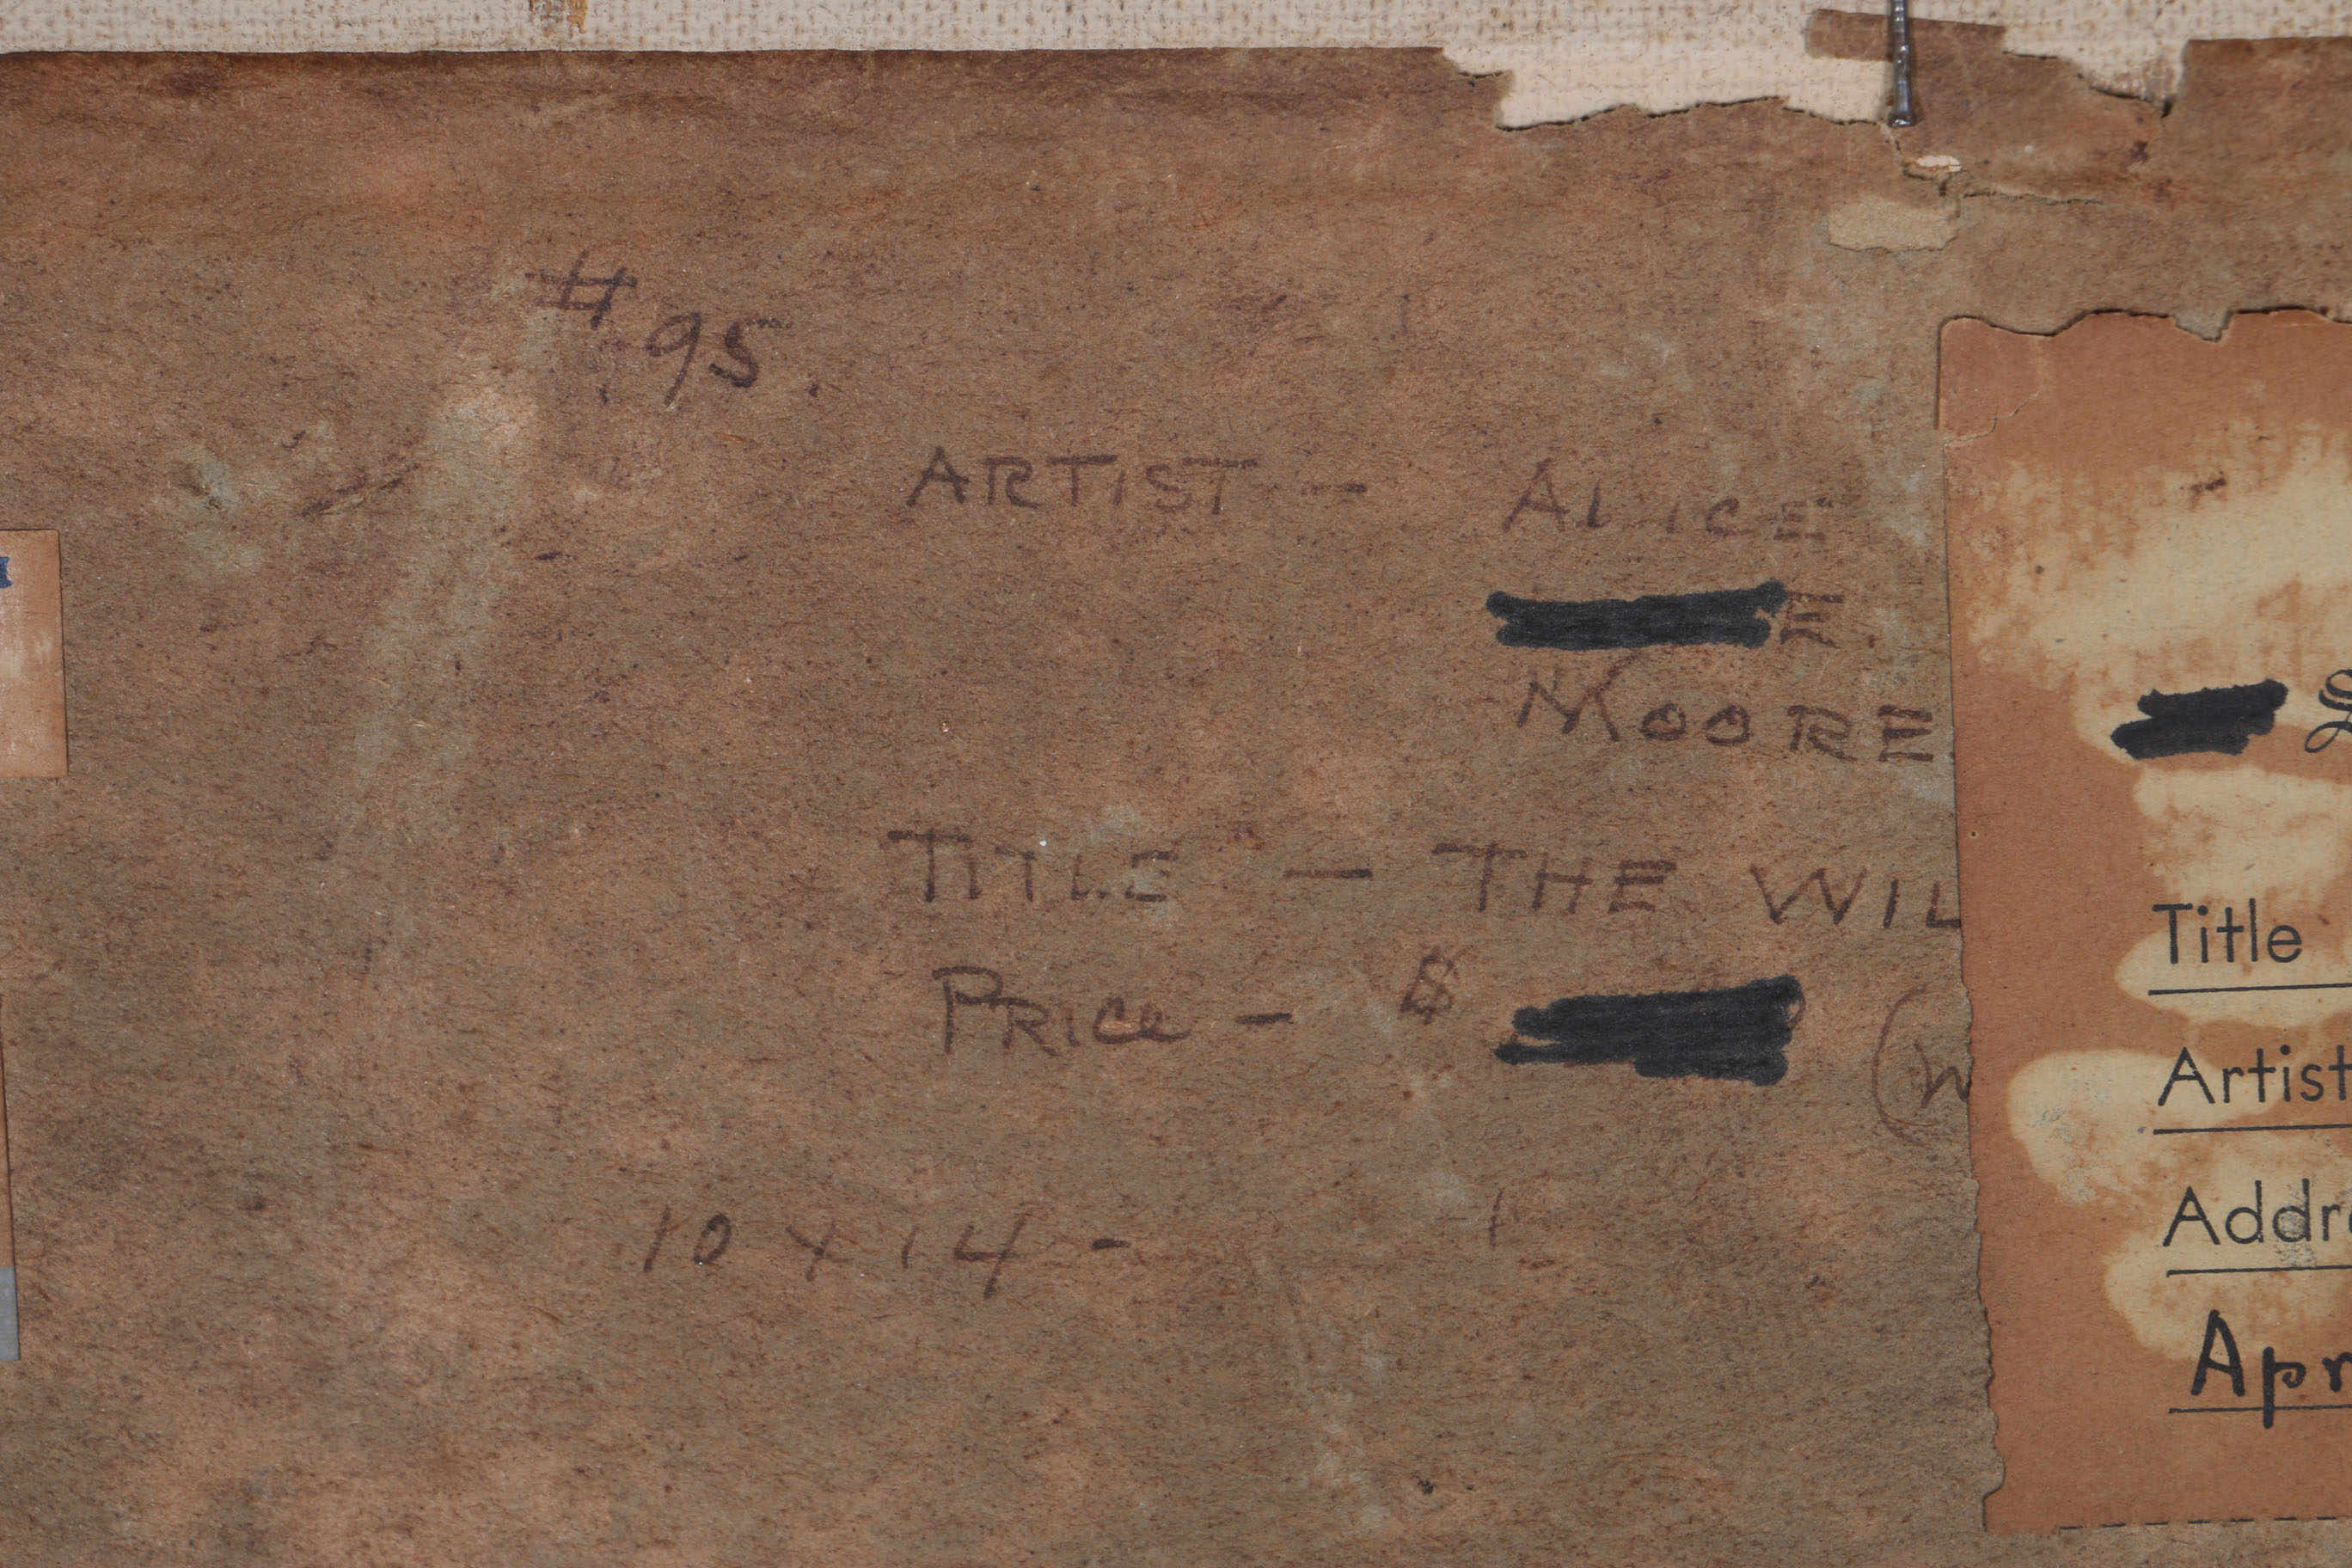 #95.
ARTIST - ALICE
E.
MOORE
TITLE - THE WIL
PRICE - $
10 x 14 -
Title
Artist
Addr
Apr